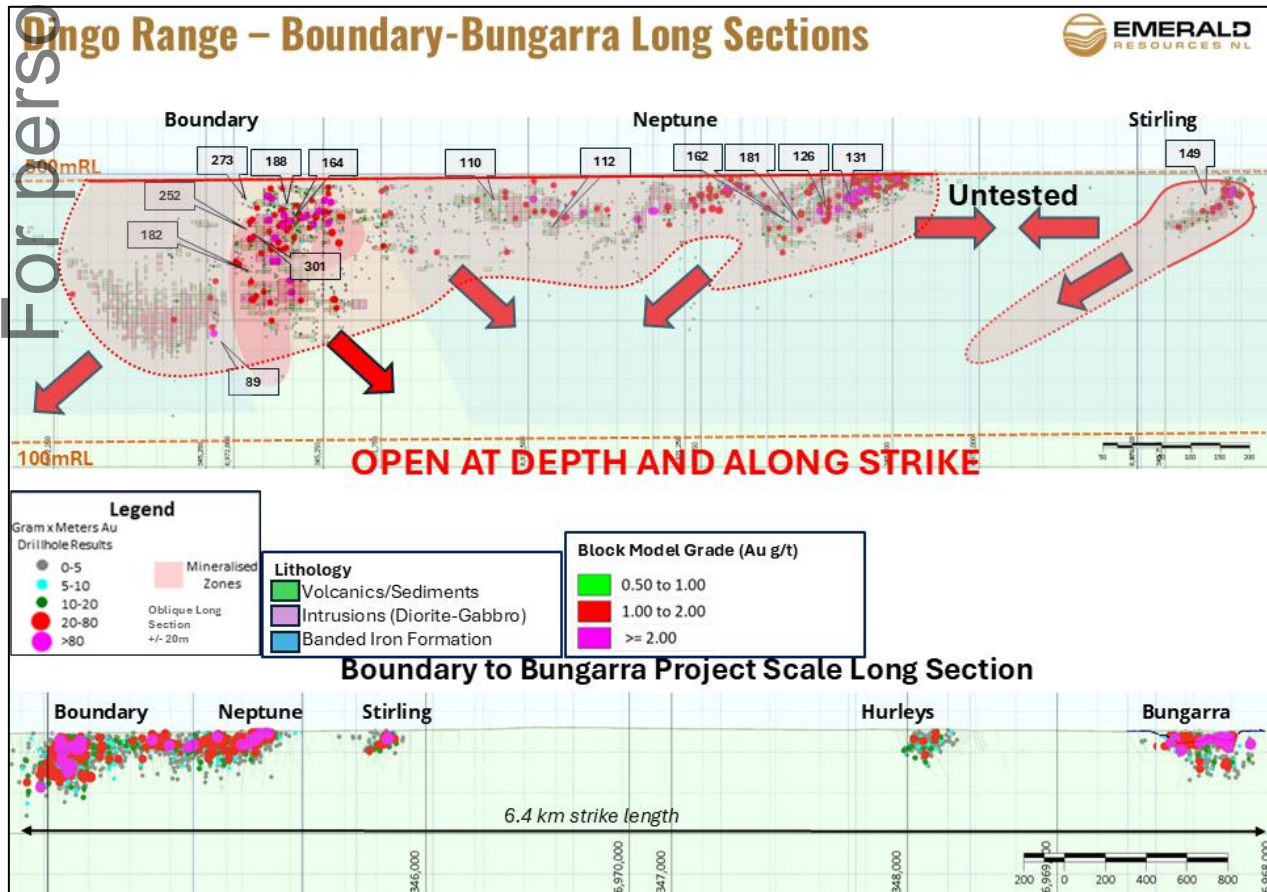 For perso
Dingo Range – Boundary-Bungarra Long Sections
EMERALD
RESOURCES NL
Boundary
Neptune
Stirling
273
188
164
110
112
162
181
126
131
149
500mRL
252
182
301
89
Untested
100mRL
OPEN AT DEPTH AND ALONG STRIKE
50
50
100
150
200
Legend
Gram x Meters Au
Drillhole Results
0-5
5-10
10-20
20-80
>80
Mineralised
Zones
Oblique Long
Section
+/- 20m
Lithology
Volcanics/Sediments
Intrusions (Diorite-Gabbro)
Banded Iron Formation
Block Model Grade (Au g/t)
0.50 to 1.00
1.00 to 2.00
>= 2.00
Boundary to Bungarra Project Scale Long Section
Boundary
Neptune
Stirling
Hurleys
Bungarra
6.4 km strike length
346,000
6,970,000
347,000
348,000
200
0
200
400
600
800